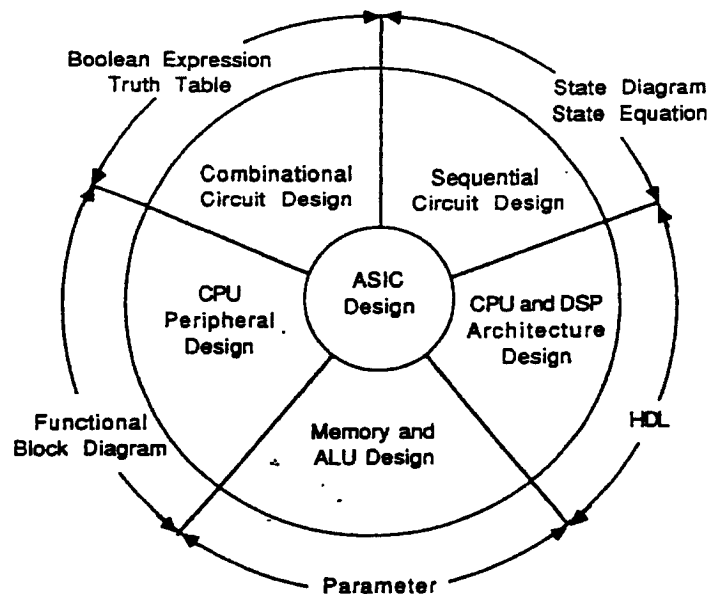 Boolean Expression
Truth Table
State Diagram
State Equation
Combinational
Circuit Design
Sequential
Circuit Design
ASIC
Design
CPU
Peripheral
Design
CPU and DSP
Architecture
Design
Memory and
ALU Design
Functional
Block Diagram
HDL
Parameter